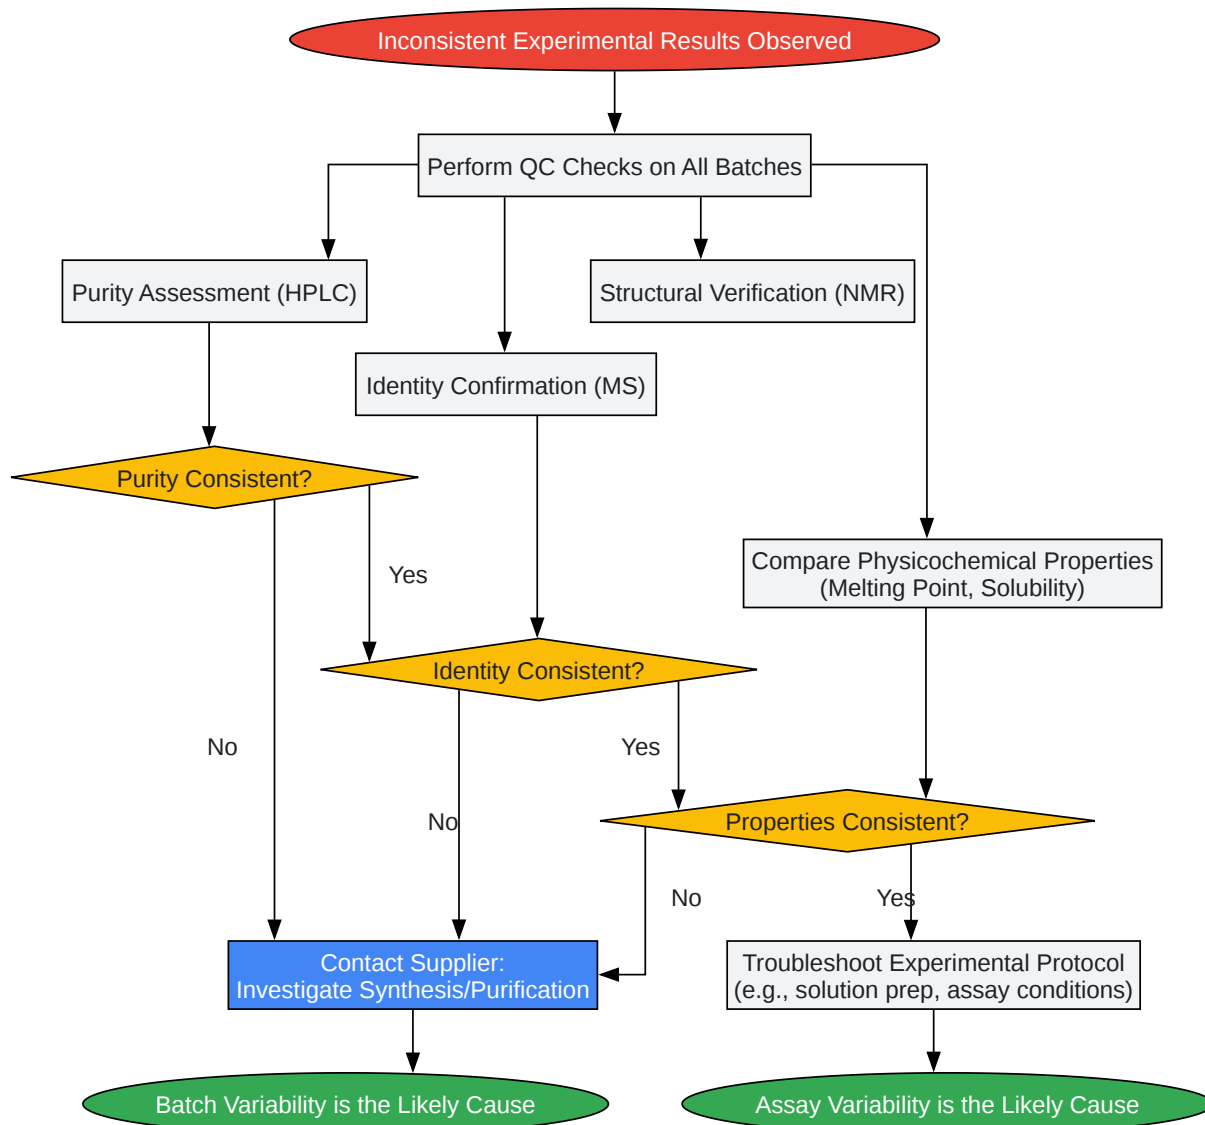 Inconsistent Experimental Results Observed
Perform QC Checks on All Batches
Purity Assessment (HPLC)
Structural Verification (NMR)
Identity Confirmation (MS)
Purity Consistent?
Compare Physicochemical Properties
(Melting Point, Solubility)
Yes
Identity Consistent?
No
Yes
No
Properties Consistent?
No
Yes
Contact Supplier:
Investigate Synthesis/Purification
Troubleshoot Experimental Protocol
(e.g., solution prep, assay conditions)
Batch Variability is the Likely Cause
Assay Variability is the Likely Cause